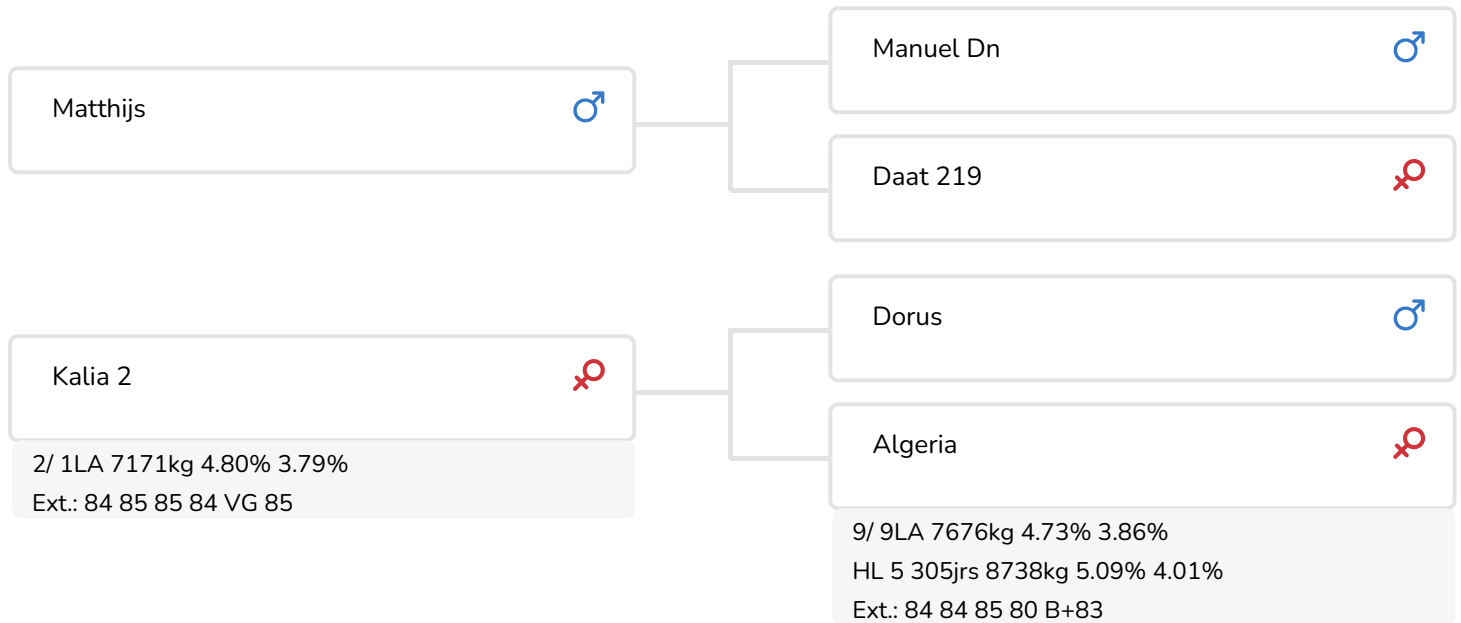 Matthijs
Manuel Dn
Daat 219
Kalia 2
2/ 1LA 7171kg 4.80% 3.79%
Ext.: 84 85 85 84 VG 85
Dorus
Algeria
9/ 9LA 7676kg 4.73% 3.86%
HL 5 305jrs 8738kg 5.09% 4.01%
Ext.: 84 84 85 80 B+83